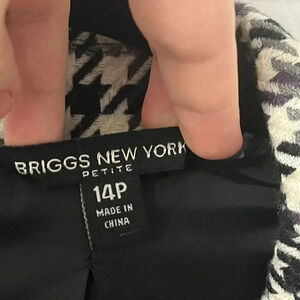 BRIGGS NEW YORK
PETITE
14P
MADE IN
CHINA